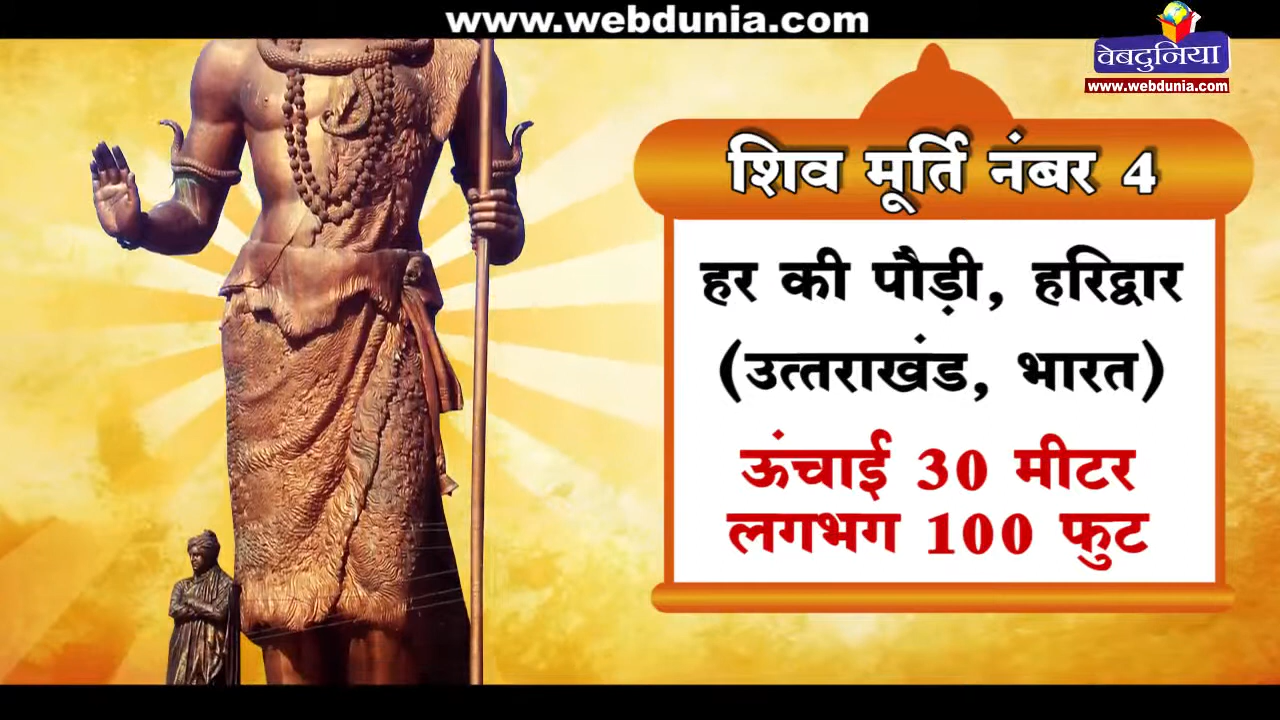 www.webdunia.com
वेबदुनिया
www.webdunia.com
शिव मूर्ति नंबर 4
हर की पौड़ी, हरिद्वार
(उत्तराखंड, भारत)
ऊंचाई 30 मीटर
लगभग 100 फुट